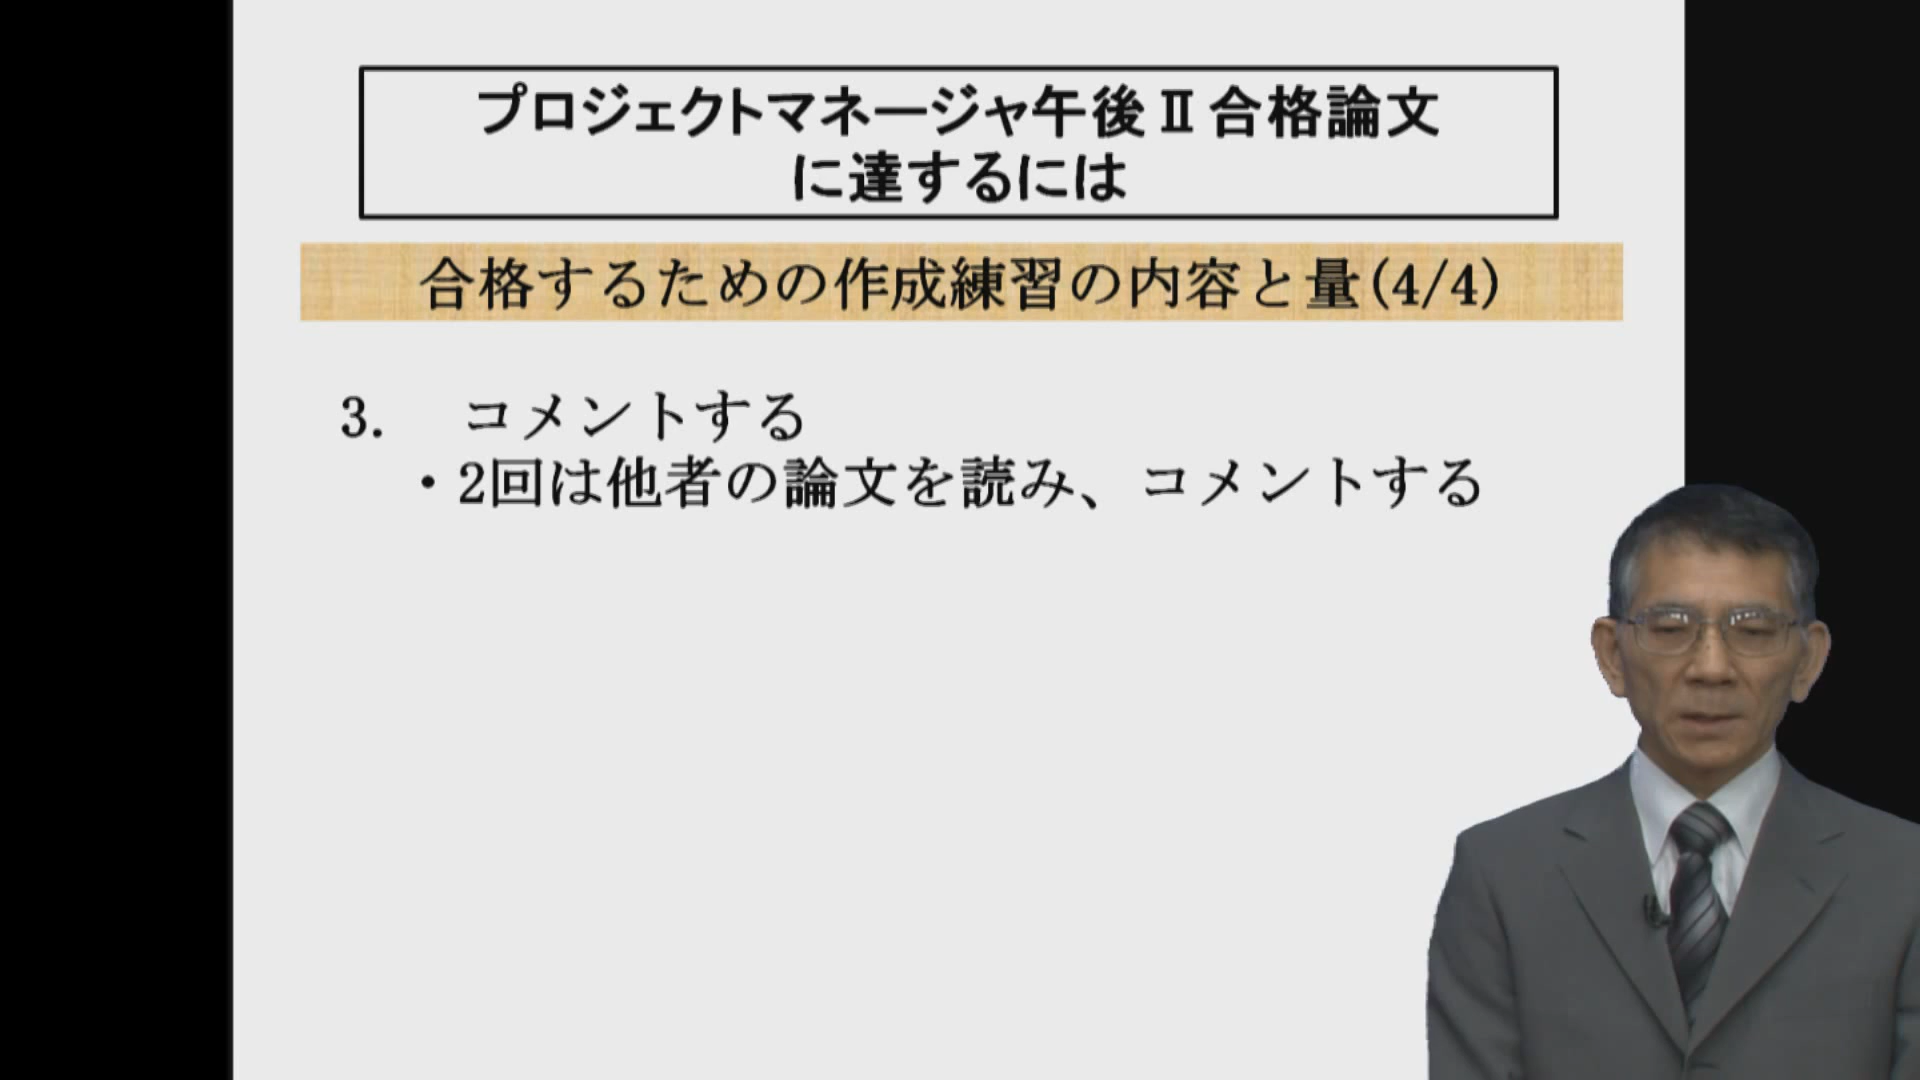 プロジェクトマネージャ午後Ⅱ合格論文
に達するには
合格するための作成練習の内容と量(4/4)
3.　コメントする
・2回は他者の論文を読み、コメントする